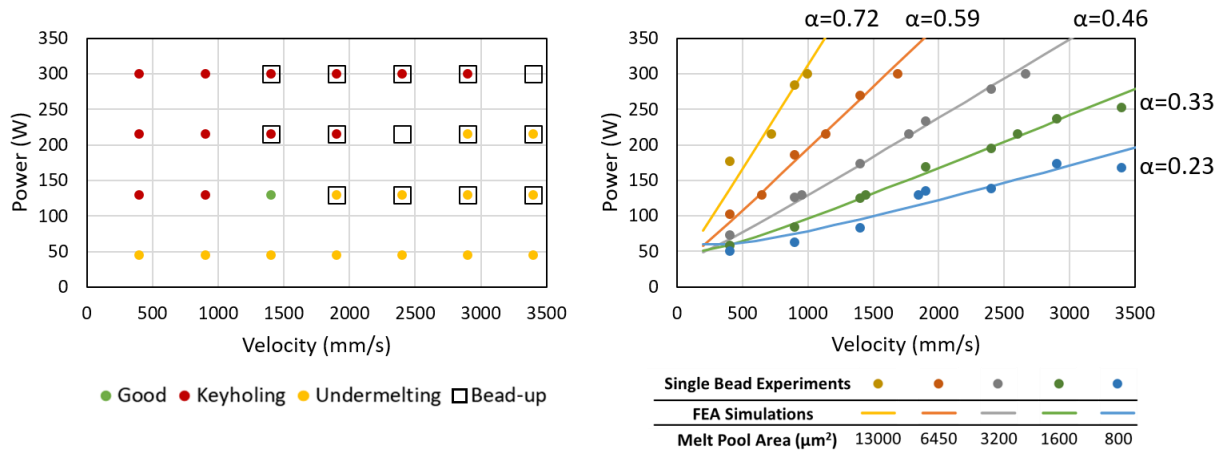 α=0.72 α=0.59 α=0.46
350
300
250
200
150
100
50
0
Power (W)
0 500 1000 1500 2000 2500 3000 3500
Velocity (mm/s)
Good Keyholing Undermelting Bead-up
350
300
250
200
150
100
50
0
Power (W)
α=0.33
α=0.23
0 500 1000 1500 2000 2500 3000 3500
Velocity (mm/s)
Single Bead Experiments
FEA Simulations
Melt Pool Area (µm²) 13000 6450 3200 1600 800